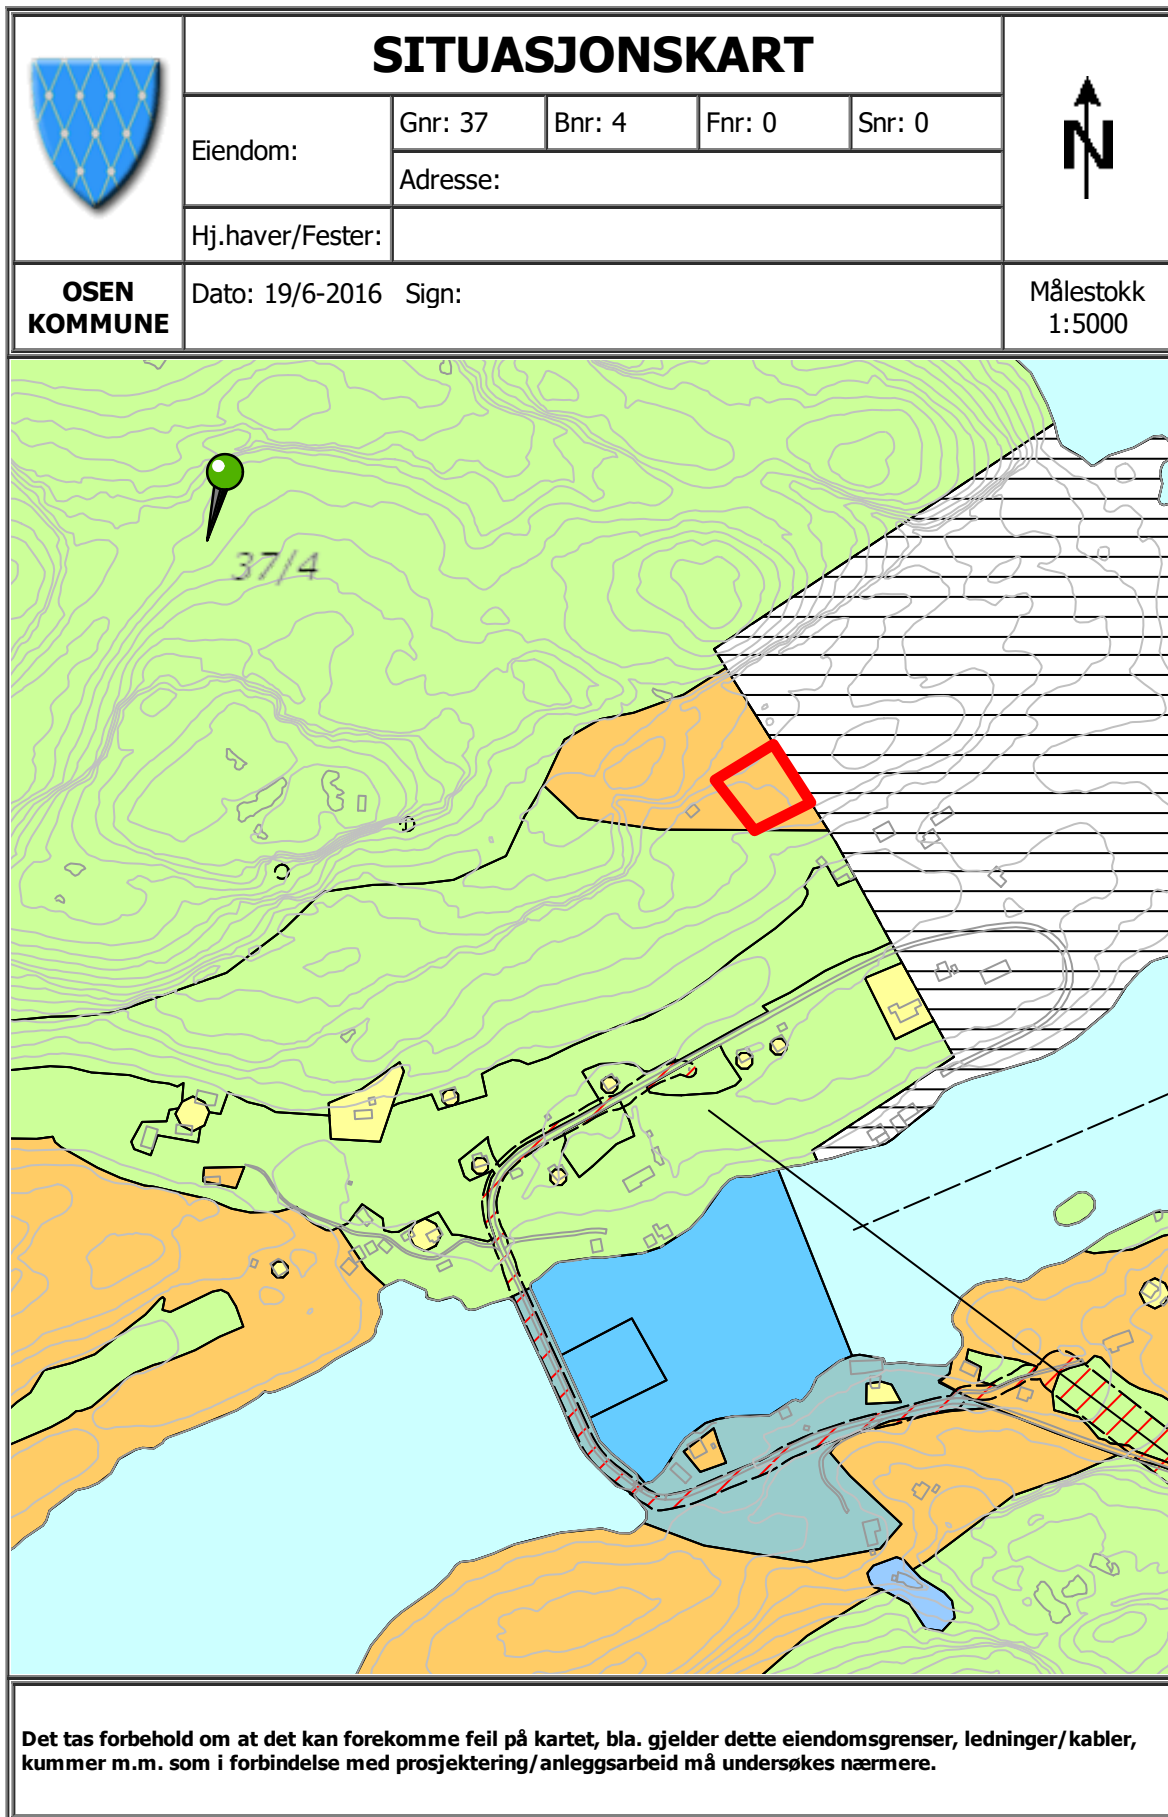 SITUASJONSKART
Eiendom:
Gnr: 37
Bnr: 4
Fnr: 0
Snr: 0
Adresse:
Hj.haver/Fester:
N
OSEN
KOMMUNE
Dato: 19/6-2016 Sign:
Målestokk
1:5000
37/4
Det tas forbehold om at det kan forekomme feil på kartet, bla. gjelder dette eiendomsgrenser, ledninger/kabler,
kummer m.m. som i forbindelse med prosjektering/anleggsarbeid må undersøkes nærmere.